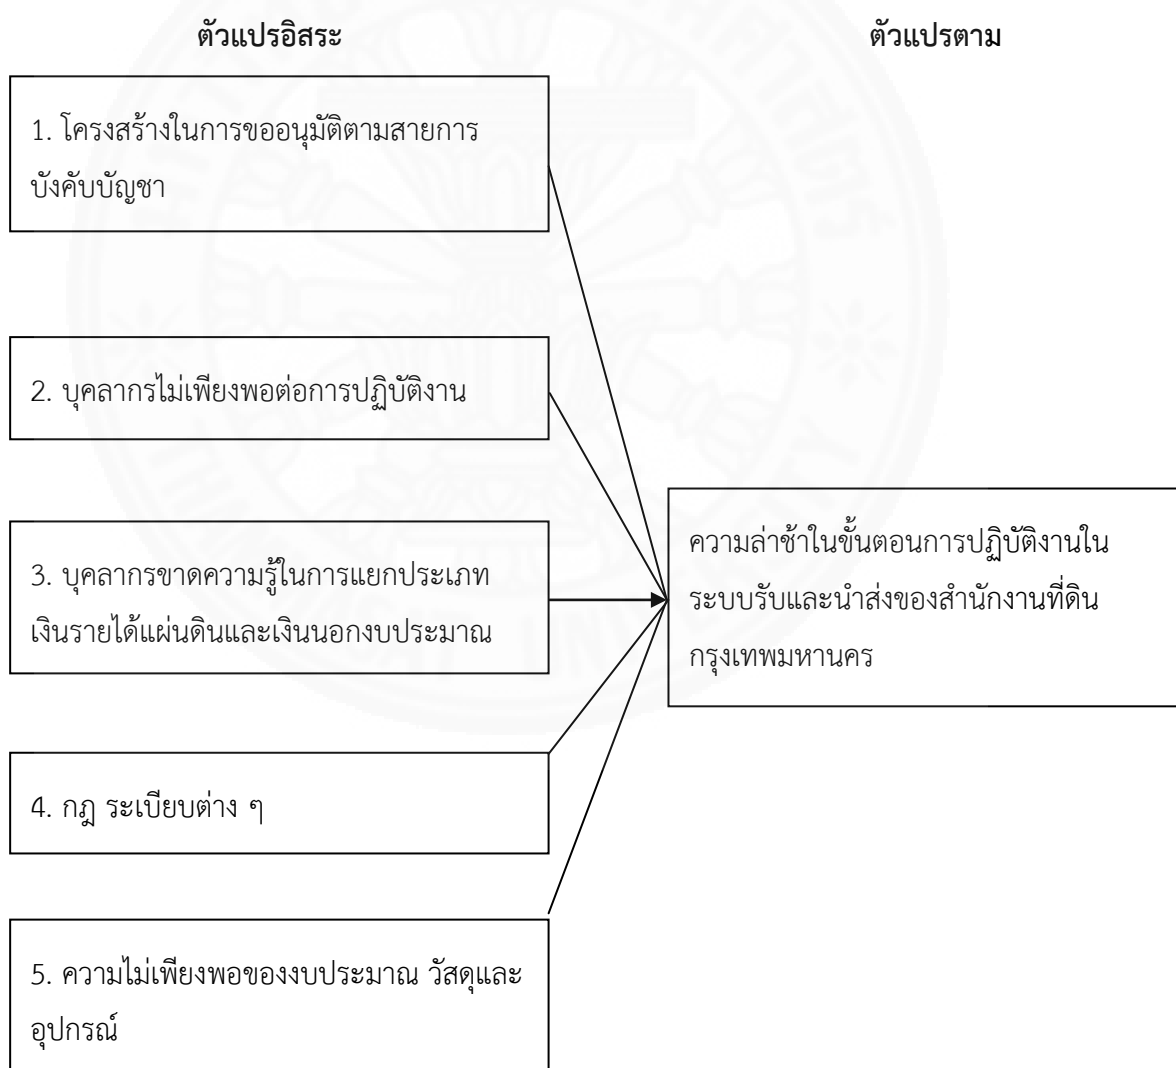 ตัวแปรอิสระ
ตัวแปรตาม
1. โครงสร้างในการขออนุมัติตามสายการ
บังคับบัญชา
2. บุคลากรไม่เพียงพอต่อการปฏิบัติงาน
3. บุคลากรขาดความรู้ในการแยกประเภท
เงินรายได้แผ่นดินและเงินนอกงบประมาณ
ความล่าช้าในขั้นตอนการปฏิบัติงานใน
ระบบรับและนำส่งของสำนักงานที่ดิน
กรุงเทพมหานคร
4. กฎ ระเบียบต่าง ๆ
5. ความไม่เพียงพอของงบประมาณ วัสดุและ
อุปกรณ์